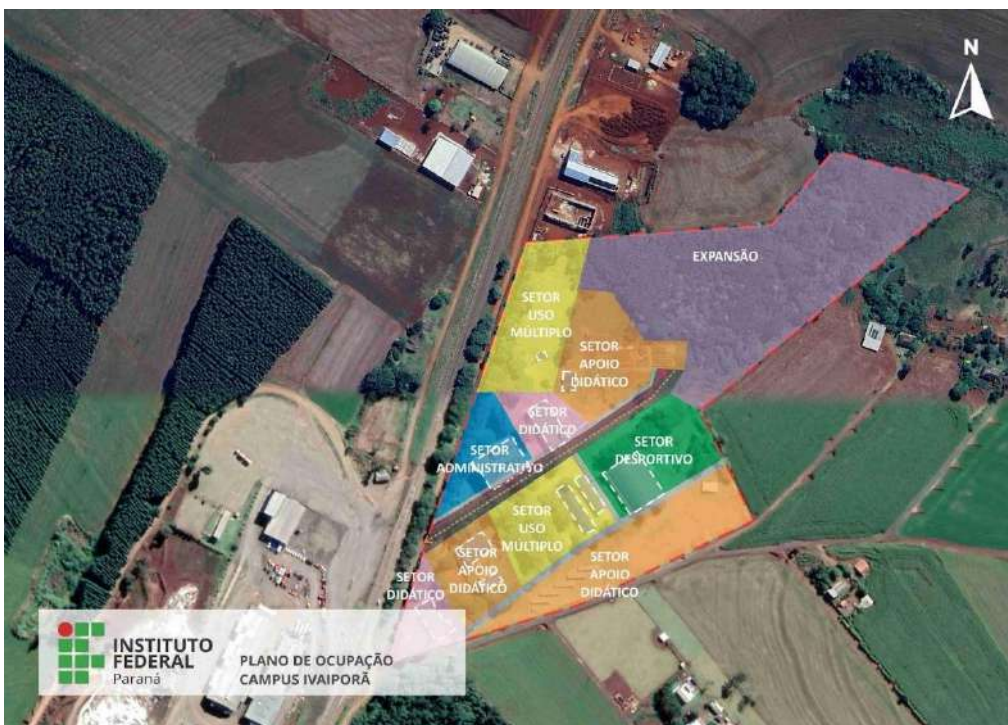 N
EXPANSÃO
SETOR
USO
MÚLTIPLO
SETOR
APOIO
DIDÁTICO
SETOR
DIDÁTICO
SETOR
ADMINISTRATIVO
SETOR
DESPORTIVO
SETOR
USO
MÚLTIPLO
SETOR
APOIO
DIDÁTICO
SETOR
APOIO
DIDÁTICO
SETOR
DIDÁTICO
INSTITUTO
FEDERAL
Paraná
PLANO DE OCUPAÇÃO
CAMPUS IVAIPORÃ